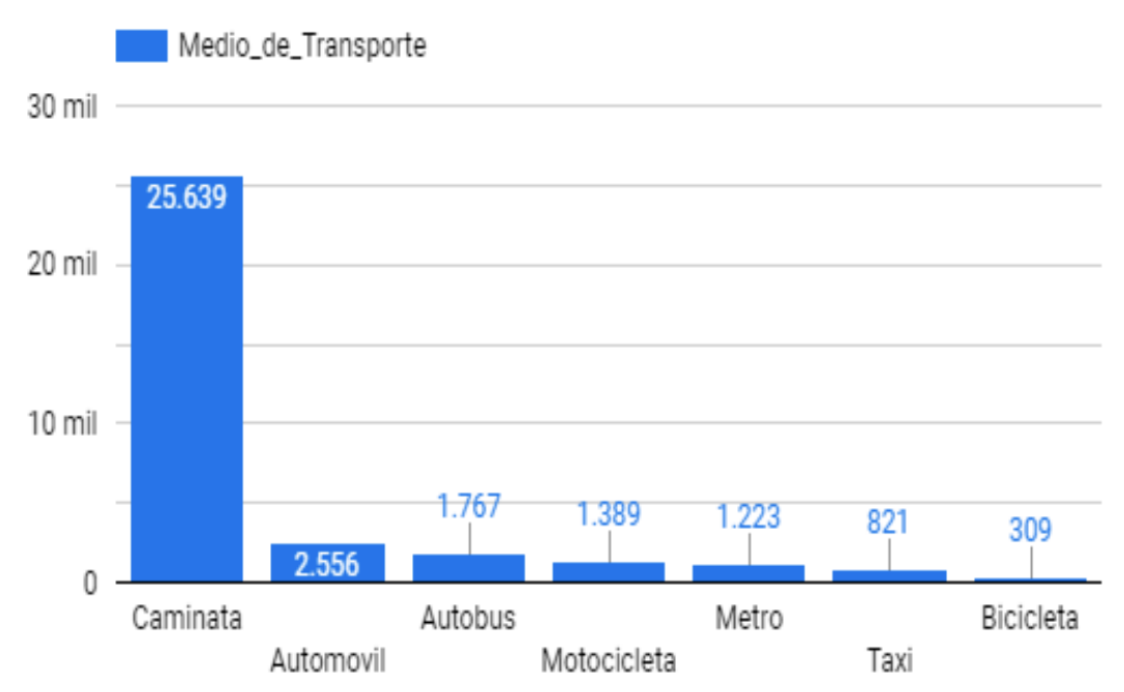 Medio_de_Transporte
30 mil
25.639
20 mil
10 mil
1.767
1.389
1.223
821
309
2.556
0
Caminata
Autobus
Metro
Bicicleta
Automovil
Motocicleta
Taxi